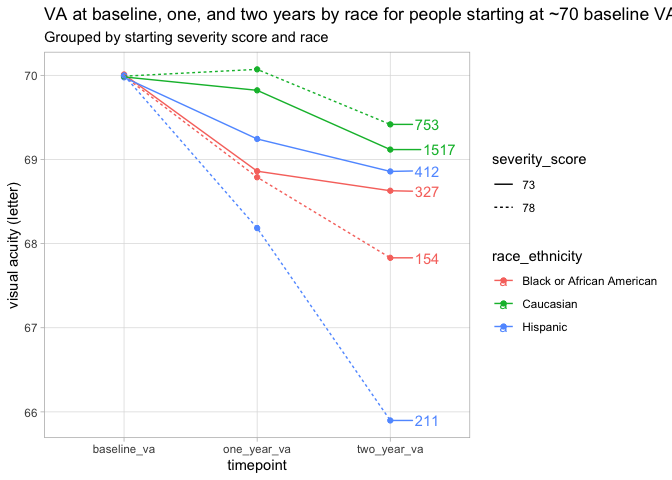 VA at baseline, one, and two years by race for people starting at ~70 baseline VA
Grouped by starting severity score and race
visual acuity (letter)
70
69
68
67
66
753
1517
412
327
154
211
baseline_va
one_year_va
two_year_va
timepoint
severity_score
73
78
race_ethnicity
a Black or African American
a Caucasian
a Hispanic